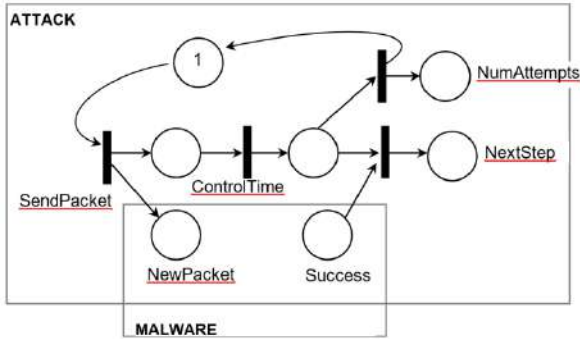 ATTACK
1
NumAttempts
NextStep
ControlTime
SendPacket
NewPacket
Success
MALWARE